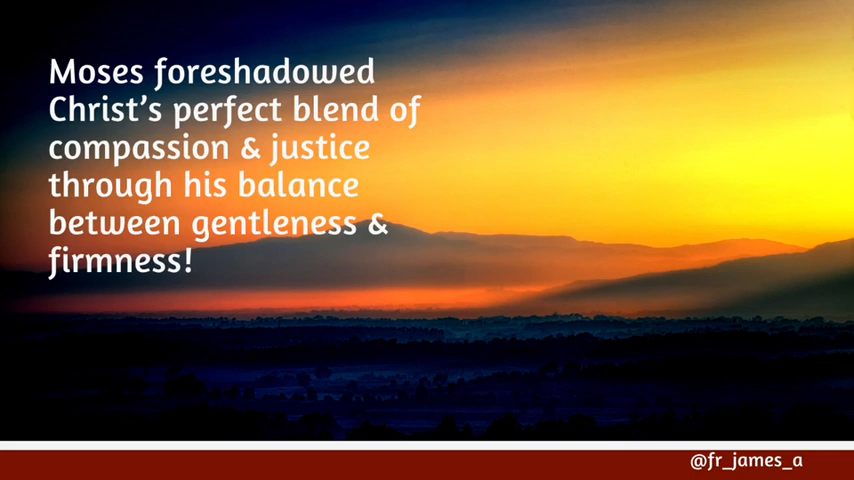 Moses foreshadowed
Christ’s perfect blend of
compassion & justice
through his balance
between gentleness &
firmness!
@fr_james_a